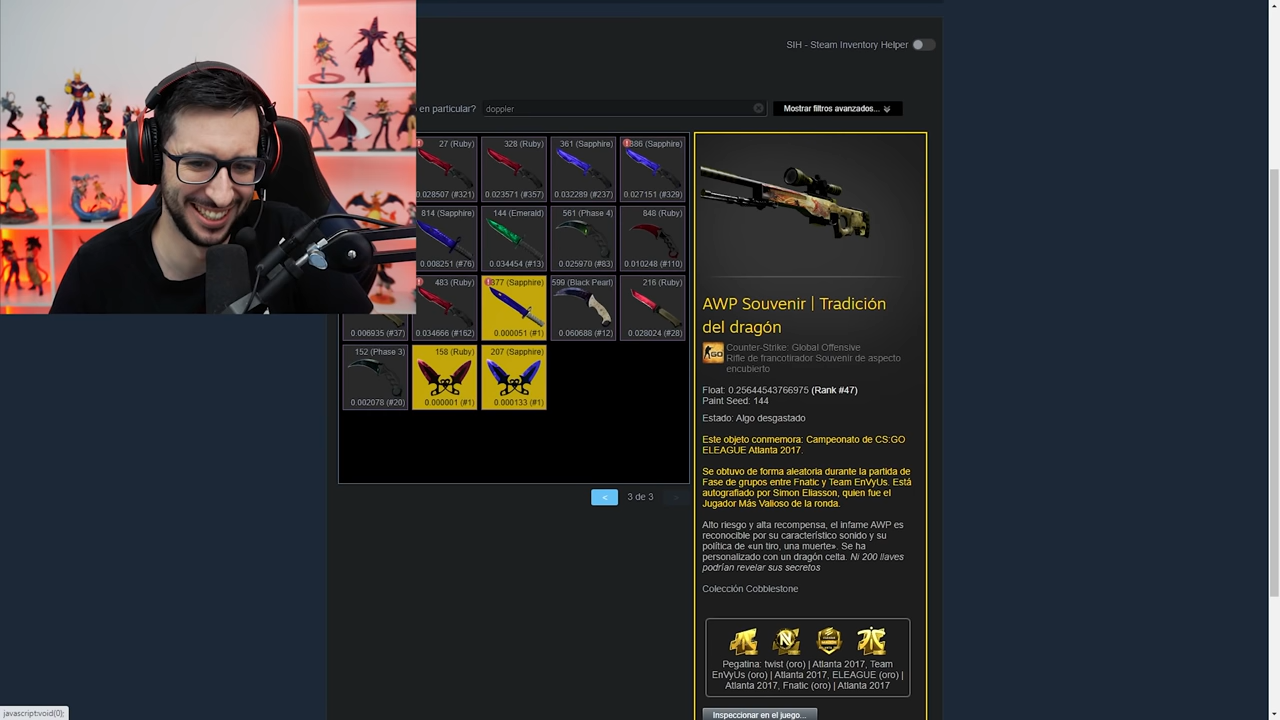 SIH - Steam Inventory Helper
en particular?
doppler
Mostrar filtros avanzados...
27 (Ruby)
0.028507 (#321)
328 (Ruby)
0.023571 (#357)
361 (Sapphire)
0.032289 (#237)
886 (Sapphire)
0.027151 (#329)
814 (Sapphire)
0.008251 (#76)
144 (Emerald)
0.034454 (#13)
561 (Phase 4)
0.025970 (#83)
848 (Ruby)
0.010248 (#110)
0.006935 (#37)
483 (Ruby)
0.034666 (#162)
877 (Sapphire)
0.000051 (#1)
599 (Black Pearl)
0.060688 (#12)
216 (Ruby)
0.028024 (#28)
152 (Phase 3)
0.002078 (#20)
158 (Ruby)
0.000001 (#1)
207 (Sapphire)
0.000133 (#1)
<
3 de 3
>
AWP Souvenir | Tradición
del dragón
Counter-Strike: Global Offensive
Rifle de francotirador Souvenir de aspecto
encubierto
Float: 0.25644543766975 (Rank #47)
Paint Seed: 144
Estado: Algo desgastado
Este objeto conmemora: Campeonato de CS:GO
ELEAGUE Atlanta 2017.
Se obtuvo de forma aleatoria durante la partida de
Fase de grupos entre Fnatic y Team EnVyUs. Está
autografiado por Simon Eliasson, quien fue el
Jugador Más Valioso de la ronda.
Alto riesgo y alta recompensa, el infame AWP es
reconocible por su característico sonido y su
política de «un tiro, una muerte». Se ha
personalizado con un dragón celta. Ni 200 llaves
podrían revelar sus secretos
Colección Cobblestone
Pegatina: twist (oro) | Atlanta 2017, Team
EnVyUs (oro) | Atlanta 2017, ELEAGUE (oro) |
Atlanta 2017, Fnatic (oro) | Atlanta 2017
Inspeccionar en el juego...
javascript:void(0);